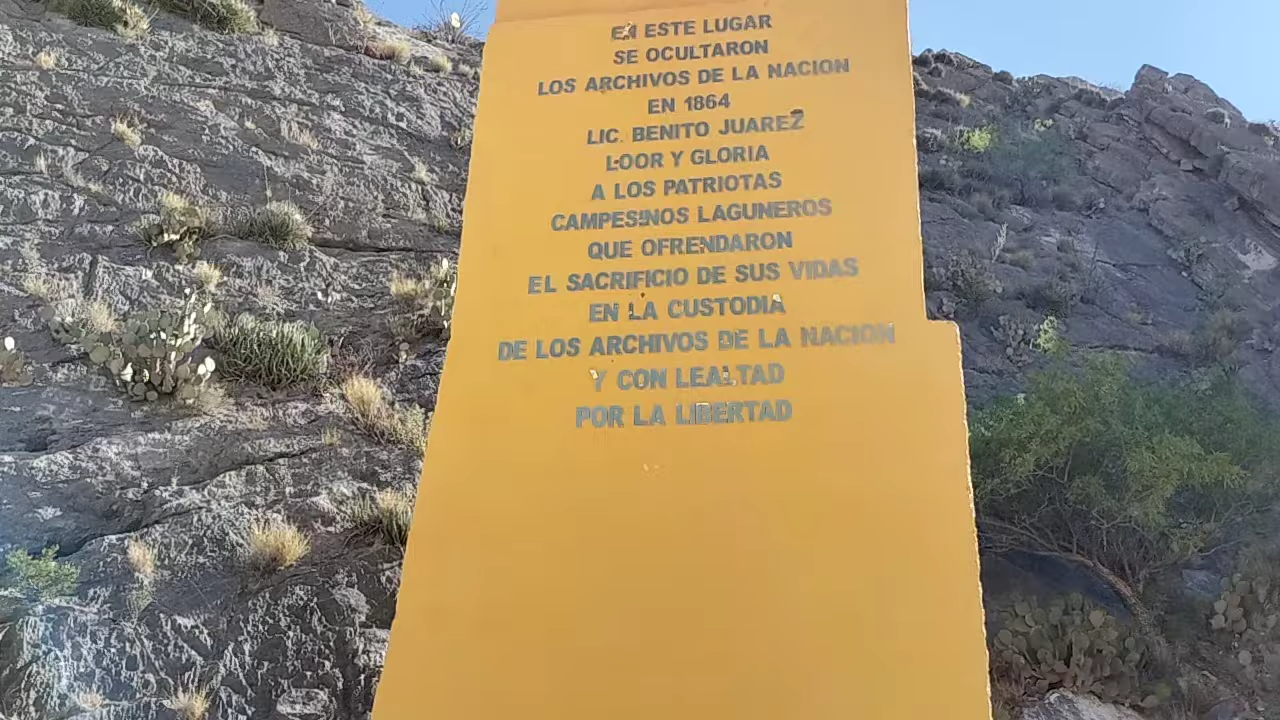 EN ESTE LUGAR
SE OCULTARON
LOS ARCHIVOS DE LA NACION
EN 1864
LIC. BENITO JUAREZ
LOOR Y GLORIA
A LOS PATRIOTAS
CAMPESINOS LAGUNEROS
QUE OFRENDARON
EL SACRIFICIO DE SUS VIDAS
EN LA CUSTODIA
DE LOS ARCHIVOS DE LA NACION
Y CON LEALTAD
POR LA LIBERTAD